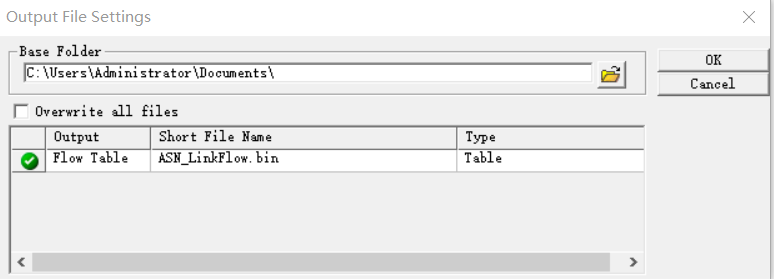 Output File Settings
Base Folder
C:\Users\Administrator\Documents\
OK
Cancel
Overwrite all files
Output Short File Name Type
Flow Table ASN_LinkFlow.bin Table